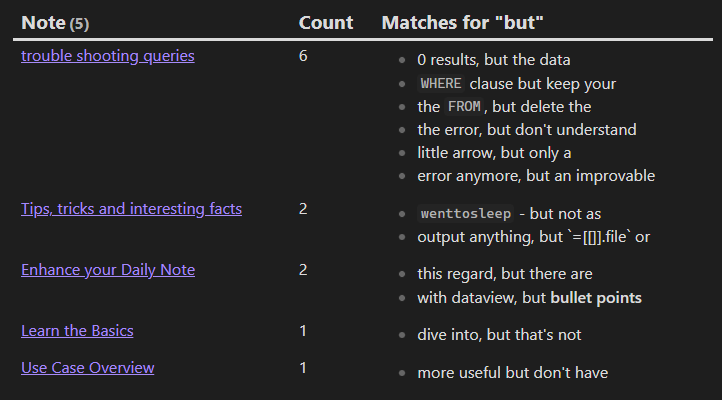 Note (5) Count Matches for "but"
trouble shooting queries 6 0 results, but the data
WHERE clause but keep your
the FROM, but delete the
the error, but don't understand
little arrow, but only a
error anymore, but an improvable
Tips, tricks and interesting facts 2 wenttosleep - but not as
output anything, but `=[[]].file` or
Enhance your Daily Note 2 this regard, but there are
with dataview, but bullet points
Learn the Basics 1 dive into, but that's not
Use Case Overview 1 more useful but don't have